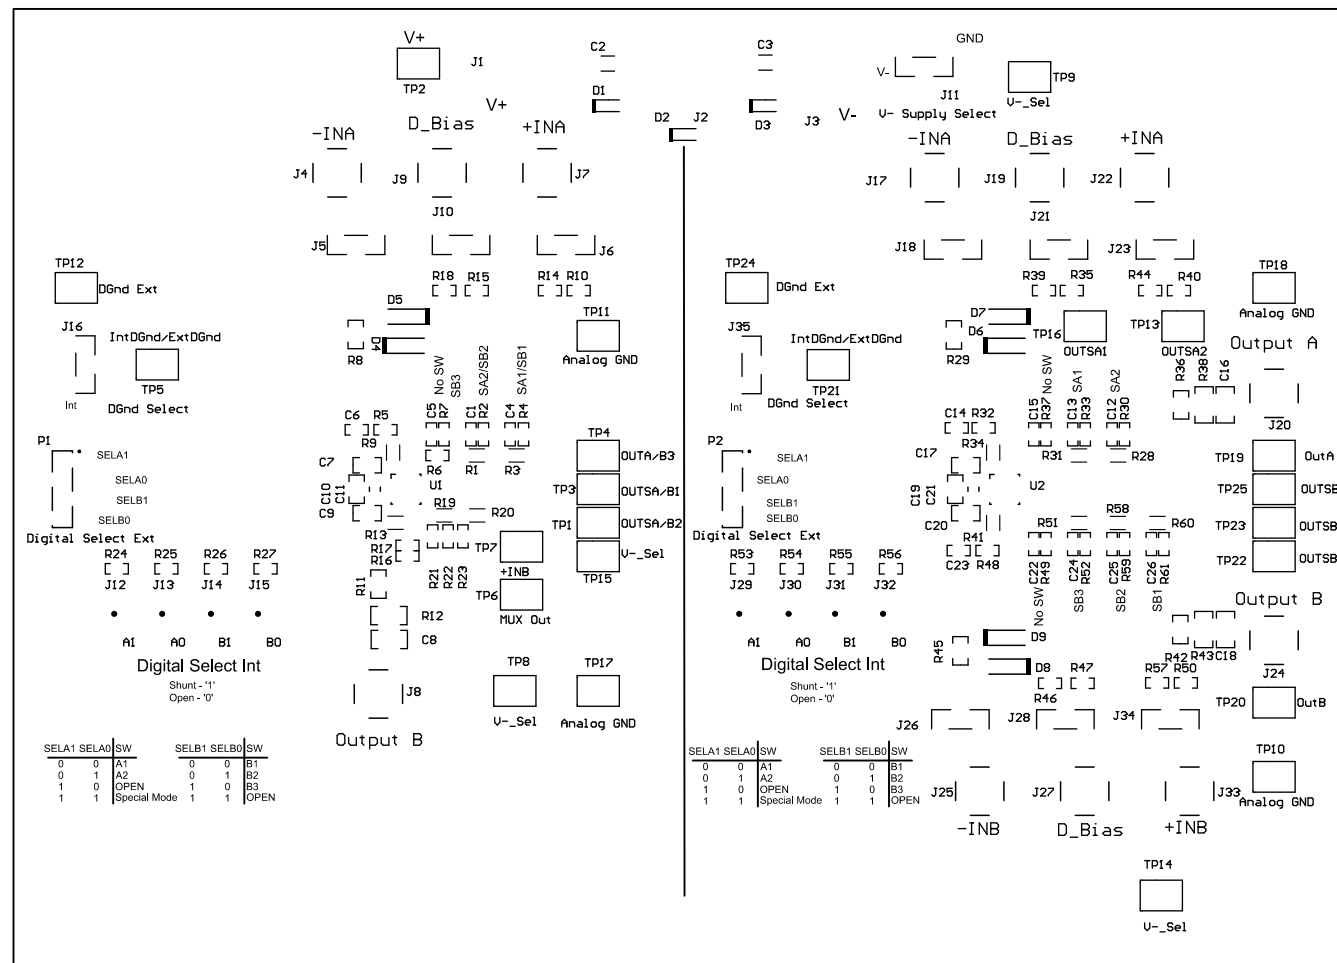 V+
J1
TP2
C2
C3
GND
V-
J11
TP9
V-_Sel
V- Supply Select
D1
V+
D2
J2
D3
J3
V-
-INA
D_Bias
+INA
J4
J9
J7
J10
J5
J6
-INA
D_Bias
+INA
J17
J19
J22
J21
J18
J23
TP12
DGnd Ext
R18
R15
R14
R10
D5
D4
R8
TP11
Analog GND
J16
IntDGnd/ExtDGnd
TP5
DGnd Select
Int
No SW
SB3
SA2/SB2
SA1/SB1
C6
R5
C5
R7
C1
R2
C4
R4
R9
R6
R1
R3
C7
U1
C10
C11
C9
R19
R20
R13
R17
R16
R21
R22
R23
R11
R12
C8
TP4
OUTA/B3
TP3
OUTSA/B1
TP1
OUTSA/B2
V-_Sel
TP15
TP7
+INB
TP6
MUX Out
P1
SELA1
SELA0
SELB1
SELB0
Digital Select Ext
R24
R25
R26
R27
J12
J13
J14
J15
A1
A0
B1
B0
Digital Select Int
Shunt - '1'
Open - '0'
J8
Output B
TP8
V-_Sel
TP17
Analog GND
SELA1 SELA0 SW
0 0 A1
0 1 A2
1 0 OPEN
1 1 Special Mode
SELB1 SELB0 SW
0 0 B1
0 1 B2
1 0 B3
1 1 OPEN
TP24
DGnd Ext
R39
R35
R44
R40
TP18
Analog GND
D7
D6
R29
TP16
OUTSA1
TP13
OUTSA2
Output A
J35
IntDGnd/ExtDGnd
TP21
DGnd Select
Int
No SW
SA1
SA2
R36
R38
C16
J20
C14
R32
C15
R37
C13
R33
C12
R30
R34
R31
R28
C17
U2
C19
C21
C20
R51
R58
R60
R41
C23
R48
C22
R49
C24
R52
C25
R59
C26
R61
No SW
SB3
SB2
SB1
TP19
OutA
TP25
OUTSB
TP23
OUTSB
TP22
OUTSB
P2
SELA1
SELA0
SELB1
SELB0
Digital Select Ext
R53
R54
R55
R56
J29
J30
J31
J32
A1
A0
B1
B0
Digital Select Int
Shunt - '1'
Open - '0'
Output B
R45
D9
D8
R47
R46
R42
R43
C18
R57
R50
J24
TP20
OutB
J26
J28
J34
J25
J27
J33
-INB
D_Bias
+INB
TP10
Analog GND
SELA1 SELA0 SW
0 0 A1
0 1 A2
1 0 OPEN
1 1 Special Mode
SELB1 SELB0 SW
0 0 B1
0 1 B2
1 0 B3
1 1 OPEN
TP14
V-_Sel